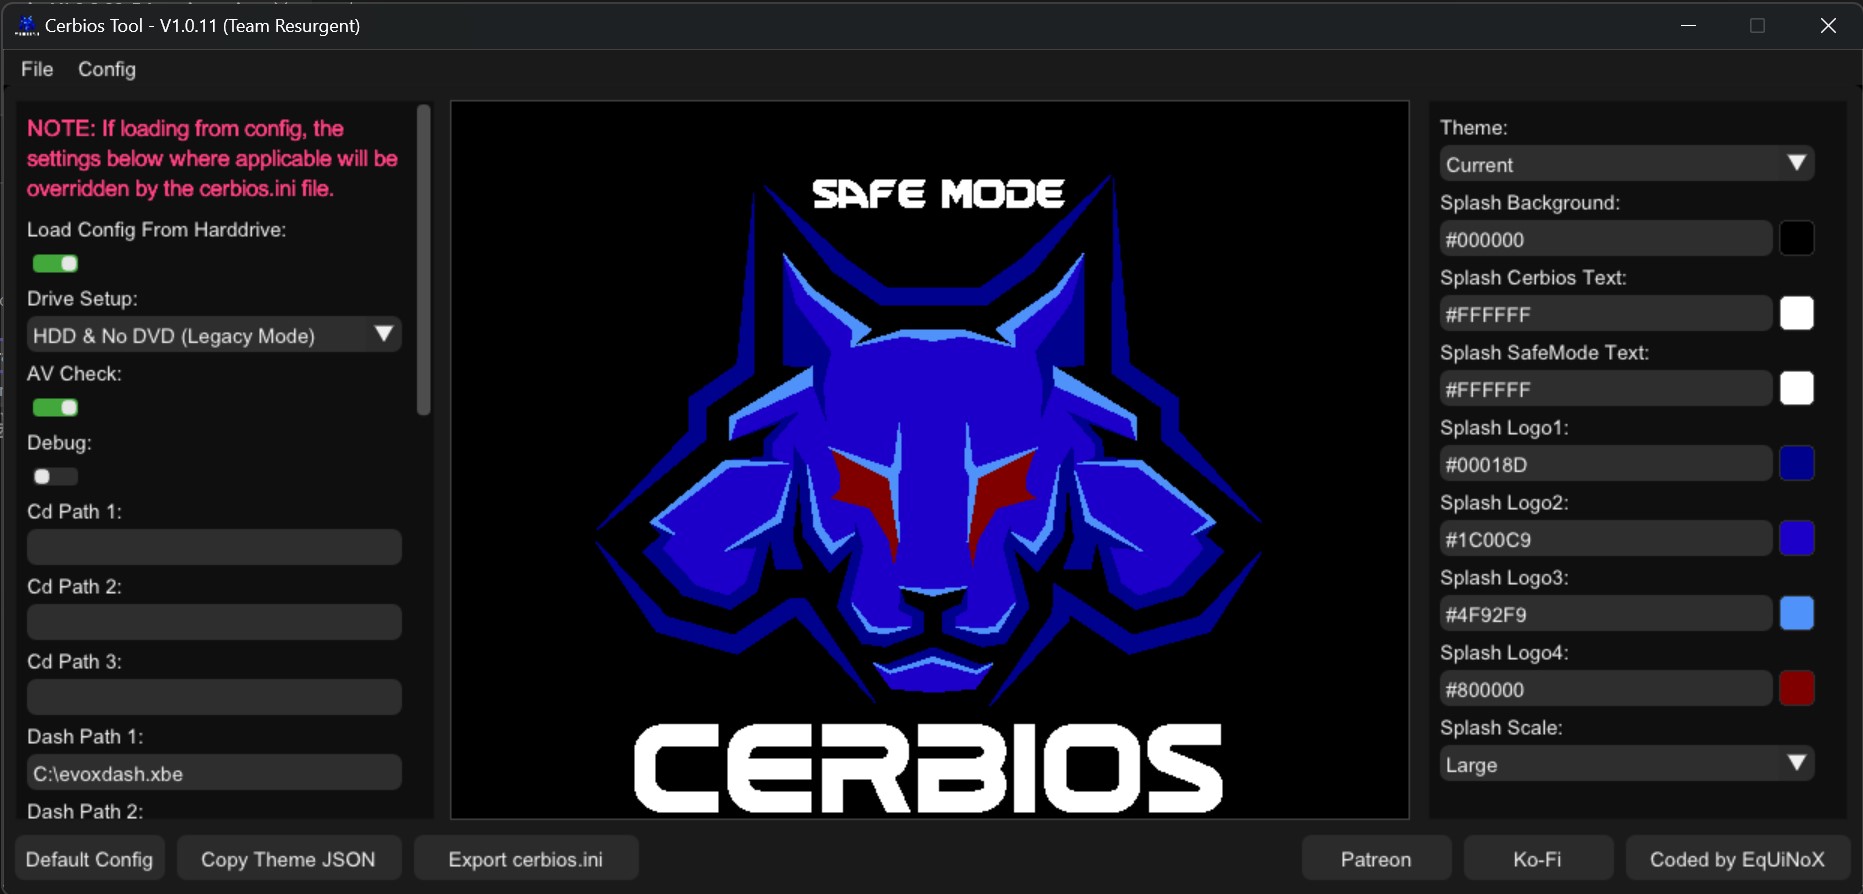 Cerbios Tool - V1.0.11 (Team Resurgent)
File Config
NOTE: If loading from config, the
settings below where applicable will be
overridden by the cerbios.ini file.
Load Config From Harddrive:
Drive Setup:
HDD & No DVD (Legacy Mode)
AV Check:
Debug:
Cd Path 1:
Cd Path 2:
Cd Path 3:
Dash Path 1:
C:\evoxdash.xbe
Dash Path 2:
SAFE MODE
CERBIOS
Theme:
Current
Splash Background:
#000000
Splash Cerbios Text:
#FFFFFF
Splash SafeMode Text:
#FFFFFF
Splash Logo1:
#00018D
Splash Logo2:
#1C00C9
Splash Logo3:
#4F92F9
Splash Logo4:
#800000
Splash Scale:
Large
Default Config
Copy Theme JSON
Export cerbios.ini
Patreon
Ko-Fi
Coded by EqUiNoX